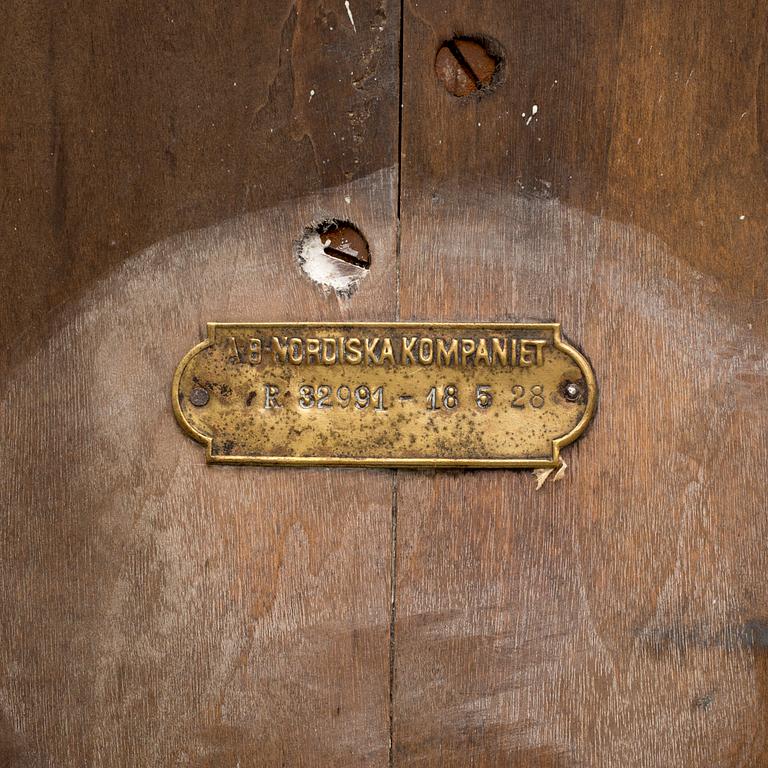 AB-NORDISKA KOMPANIET
R 32991 - 18 5 28